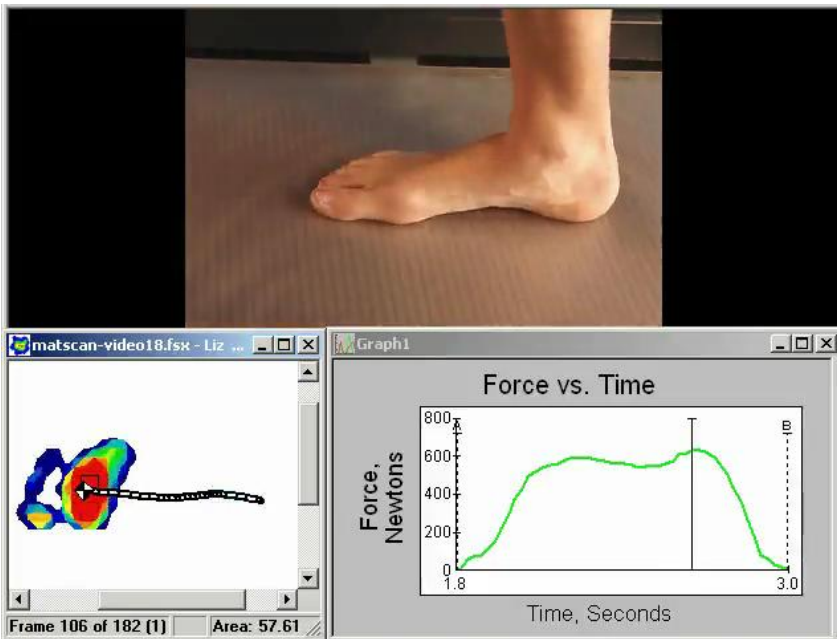 matscan-video18.fsx - Liz ...
Frame 106 of 182 (1)
Area: 57.61
Graph1
Force vs. Time
Force,
Newtons
800
600
400
200
0
A
B
1.8
3.0
Time, Seconds